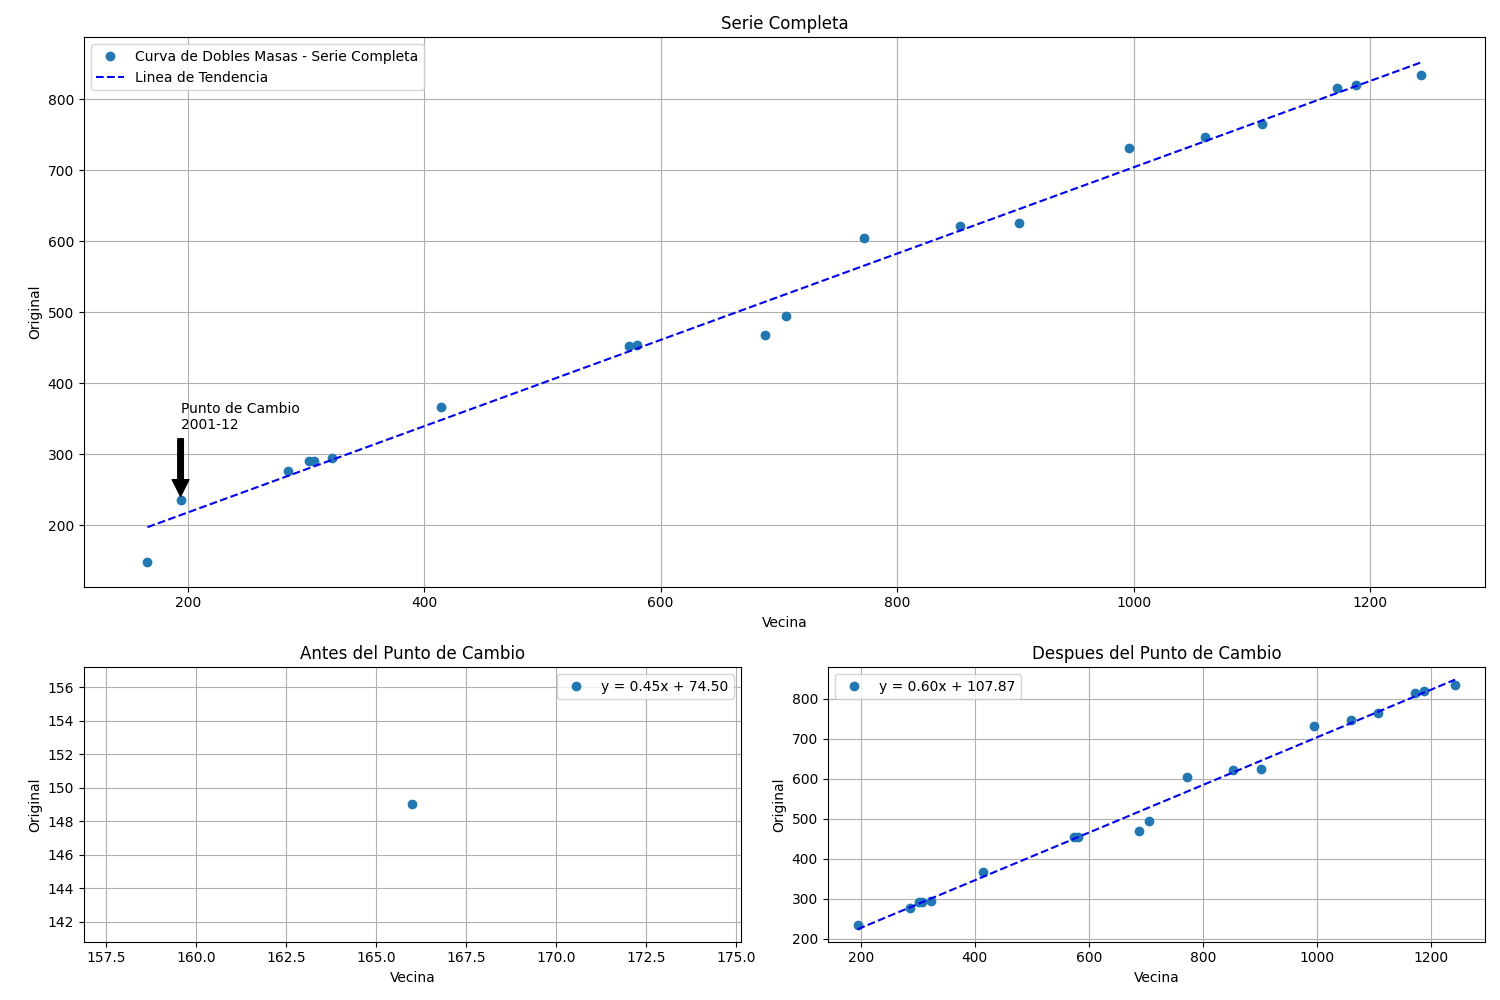 Serie Completa
Curva de Dobles Masas - Serie Completa
Linea de Tendencia
800
700
600
500
400
300
200
Original
Punto de Cambio
2001-12
200 400 600 800 1000 1200
Vecina
Antes del Punto de Cambio
y = 0.45x + 74.50
156
154
152
150
148
146
144
142
Original
157.5 160.0 162.5 165.0 167.5 170.0 172.5 175.0
Vecina
Despues del Punto de Cambio
y = 0.60x + 107.87
800
700
600
500
400
300
200
Original
200 400 600 800 1000 1200
Vecina